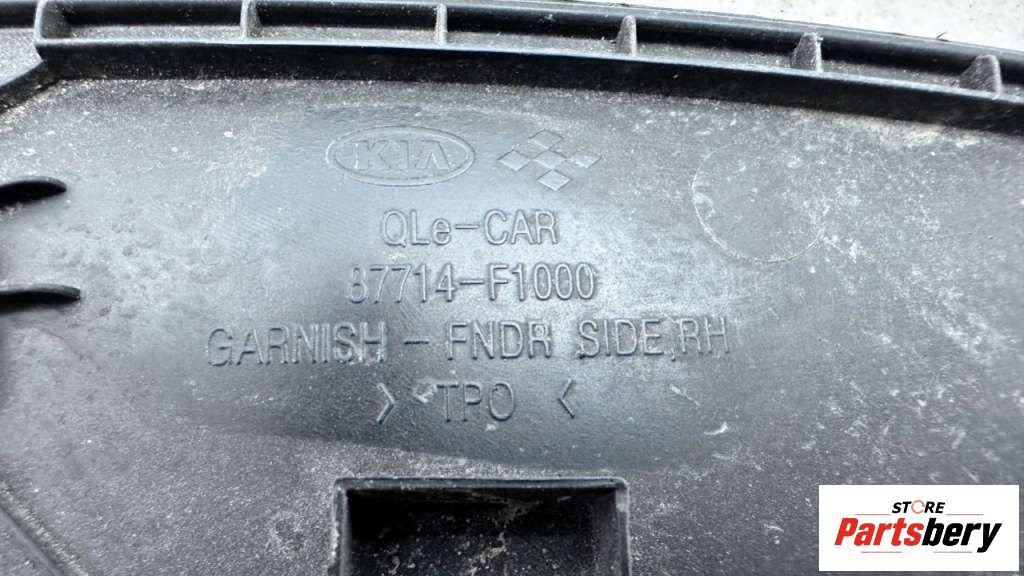 KIA
QLe-CAR
87714-F1000
GARNISH - FNDR SIDE,RH
> TPO <
STORE
Partsbery